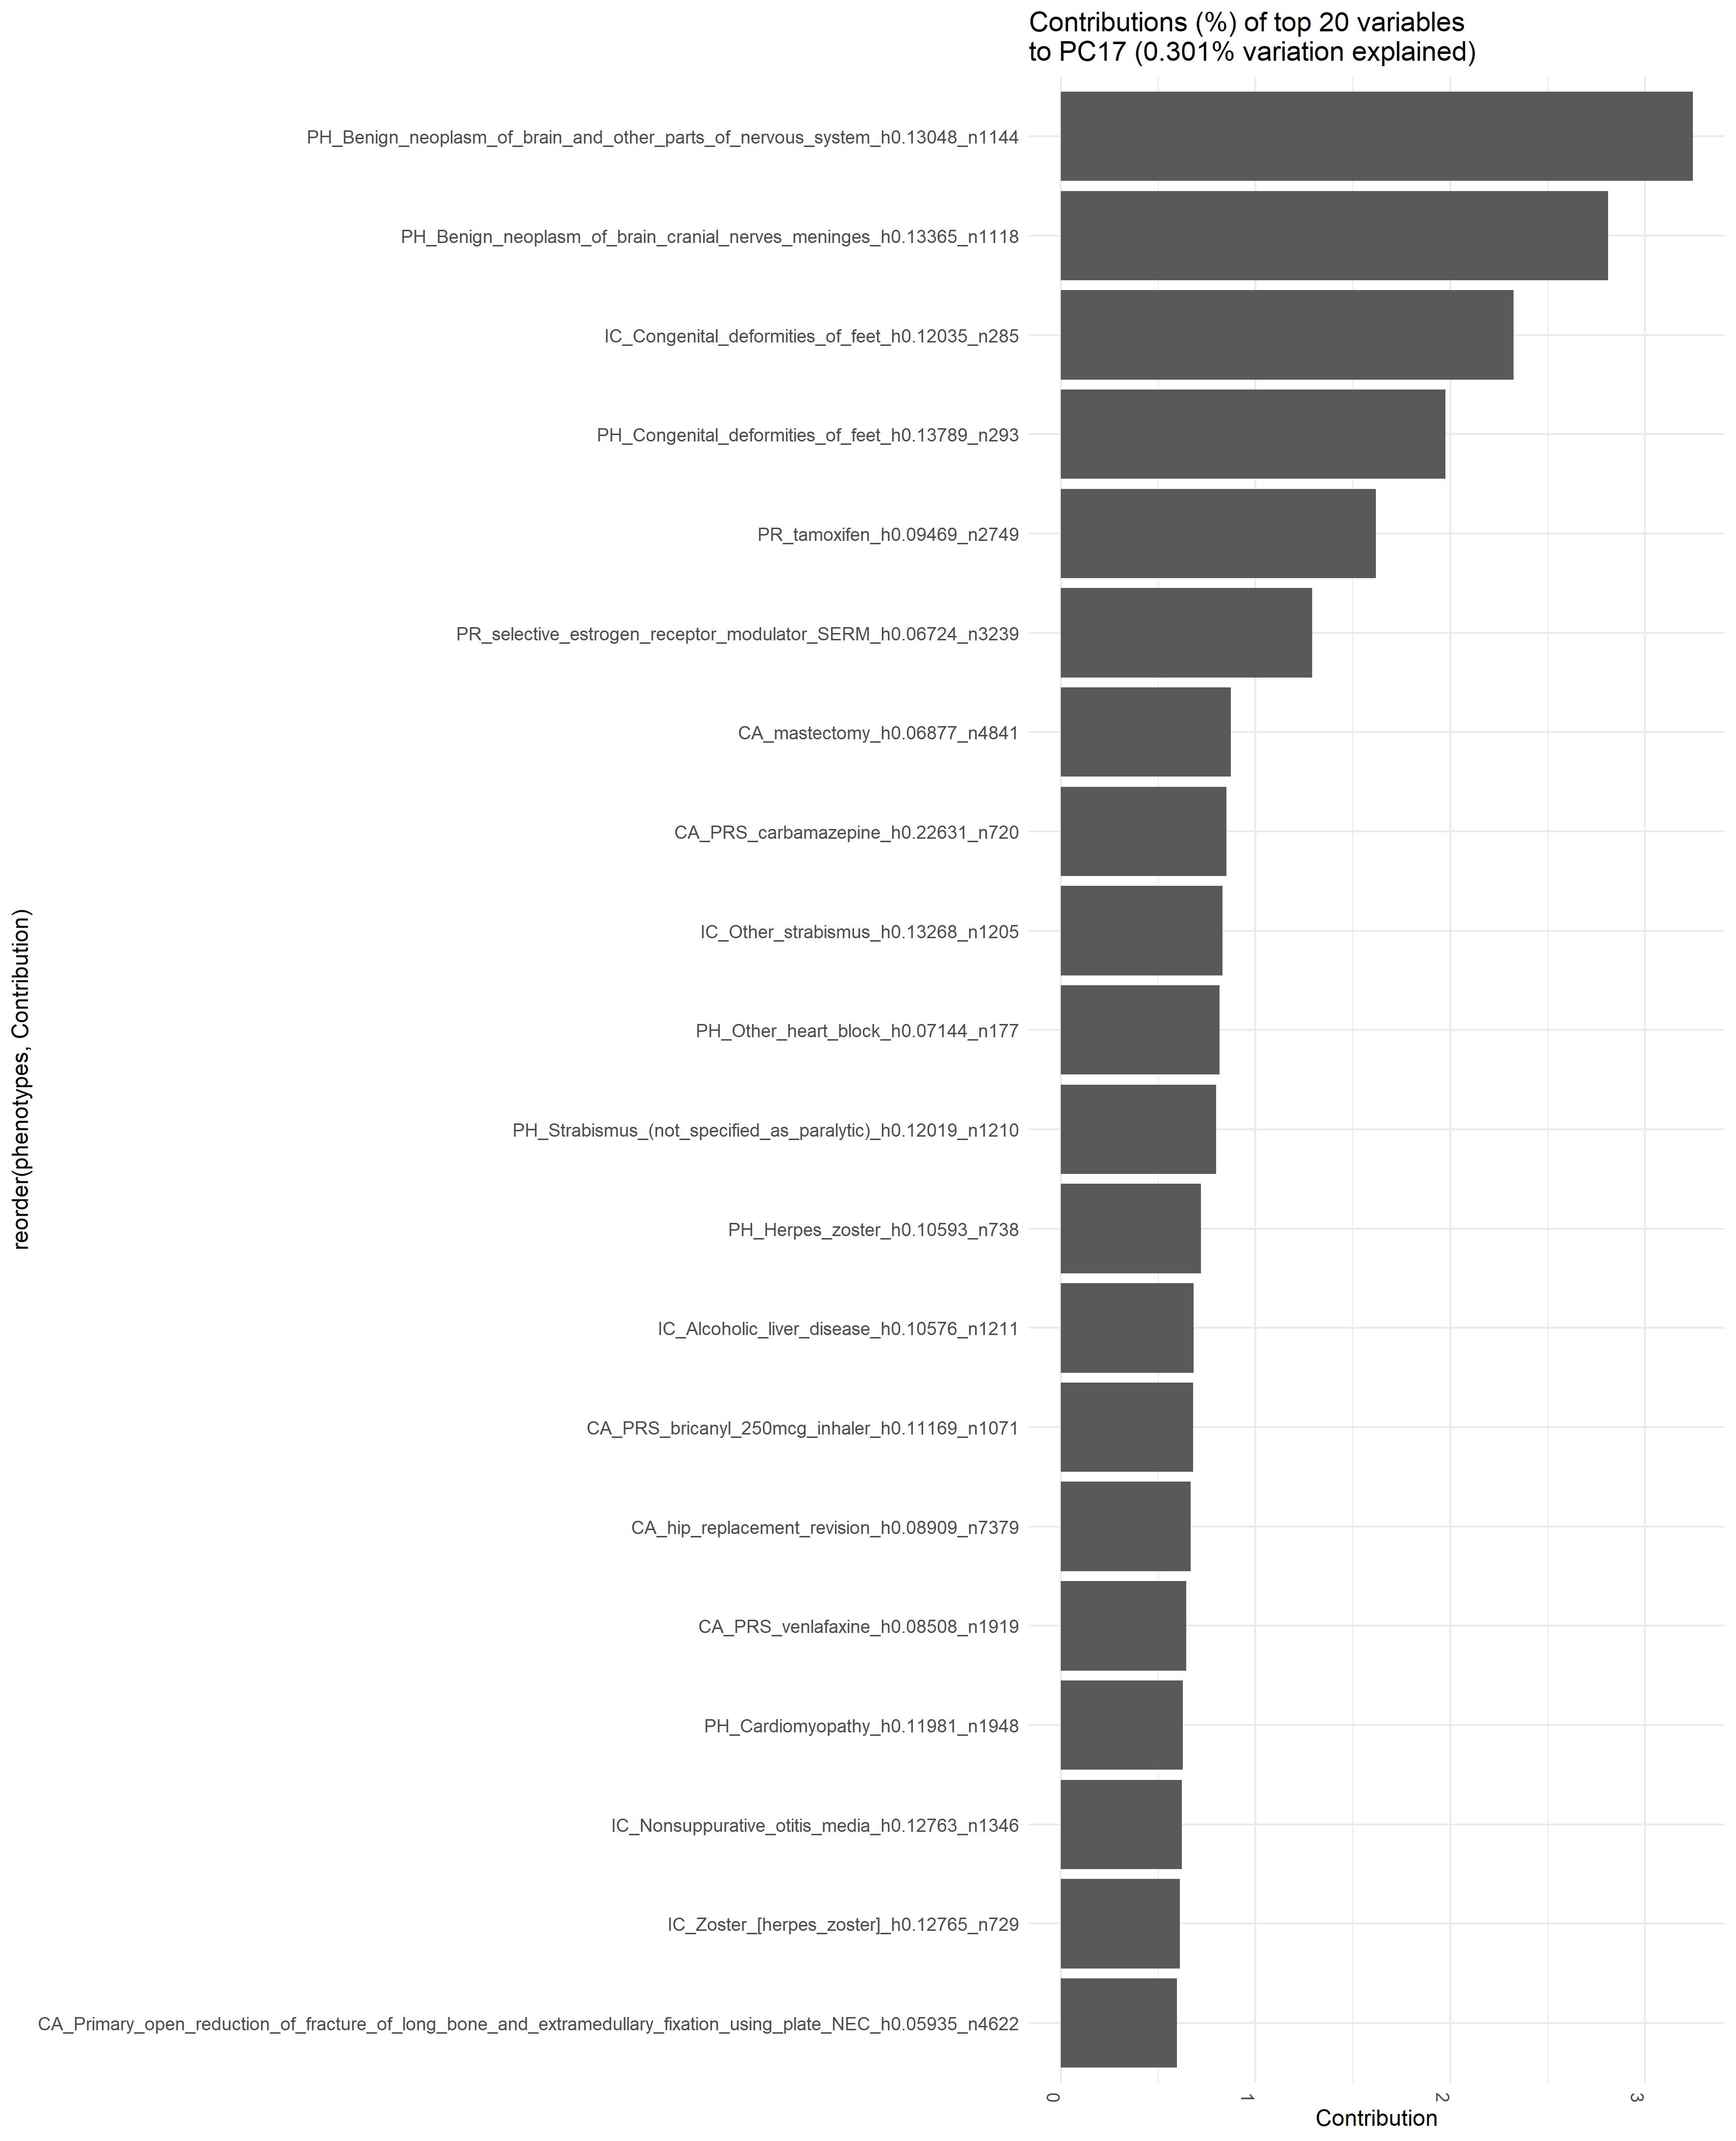 Contributions (%) of top 20 variables
to PC17 (0.301% variation explained)
PH_Benign_neoplasm_of_brain_and_other_parts_of_nervous_system_h0.13048_n1144
PH_Benign_neoplasm_of_brain_cranial_nerves_meninges_h0.13365_n1118
IC_Congenital_deformities_of_feet_h0.12035_n285
PH_Congenital_deformities_of_feet_h0.13789_n293
PR_tamoxifen_h0.09469_n2749
PR_selective_estrogen_receptor_modulator_SERM_h0.06724_n3239
CA_mastectomy_h0.06877_n4841
CA_PRS_carbamazepine_h0.22631_n720
IC_Other_strabismus_h0.13268_n1205
PH_Other_heart_block_h0.07144_n177
PH_Strabismus_(not_specified_as_paralytic)_h0.12019_n1210
PH_Herpes_zoster_h0.10593_n738
IC_Alcoholic_liver_disease_h0.10576_n1211
CA_PRS_bricanyl_250mcg_inhaler_h0.11169_n1071
CA_hip_replacement_revision_h0.08909_n7379
CA_PRS_venlafaxine_h0.08508_n1919
PH_Cardiomyopathy_h0.11981_n1948
IC_Nonsuppurative_otitis_media_h0.12763_n1346
IC_Zoster_[herpes_zoster]_h0.12765_n729
CA_Primary_open_reduction_of_fracture_of_long_bone_and_extramedullary_fixation_using_plate_NEC_h0.05935_n4622
reorder(phenotypes, Contribution)
0 1 2 3
Contribution